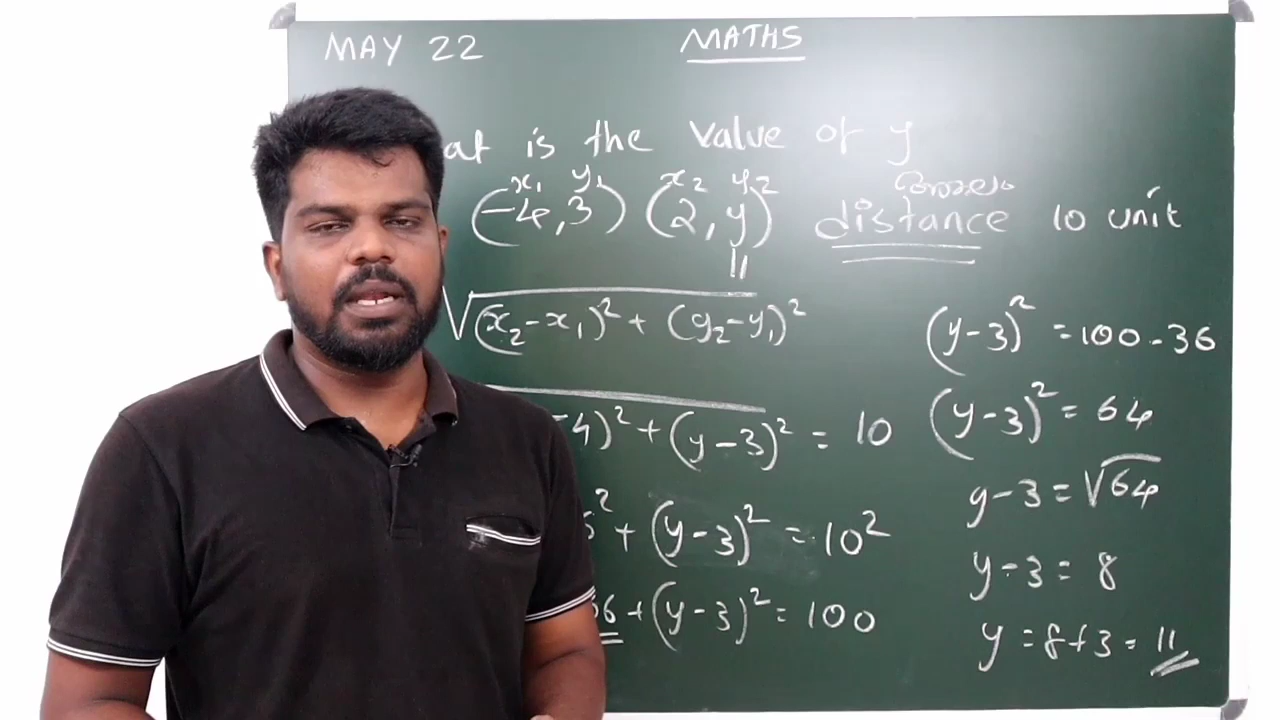 MAY 22 MATHS
at is the value of y
x₁ y₁ x₂ y₂
(-4, 3) (2, y) distance 10 unit
11
√(x₂-x₁)² + (y₂-y₁)²
-4)² + (y-3)² = 10
² + (y-3)² = 10²
36 + (y-3)² = 100
(y-3)² = 100-36
(y-3)² = 64
y-3 = √64
y-3 = 8
y = 8+3 = 11